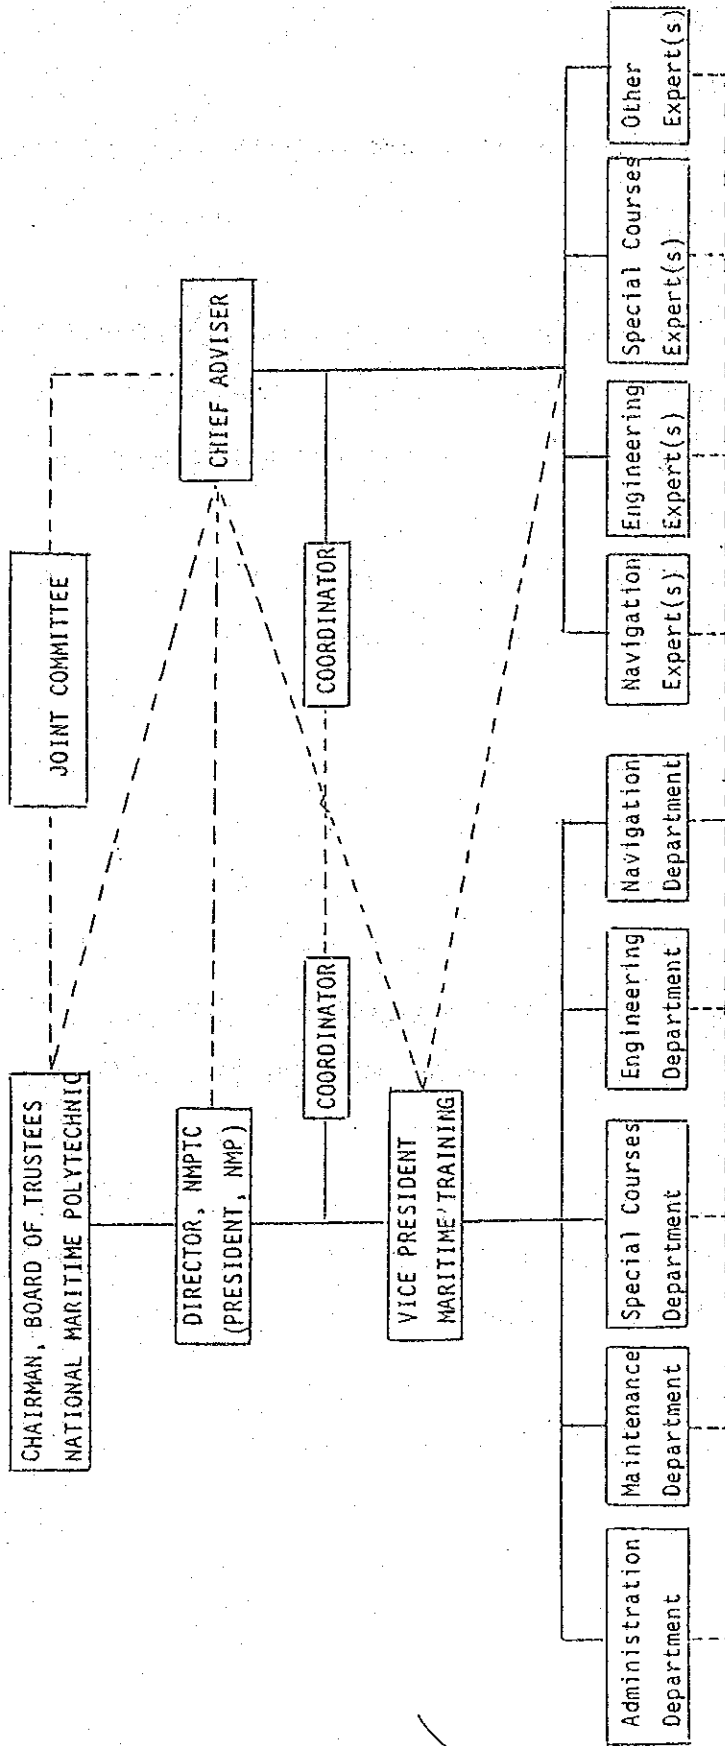 CHAIRMAN, BOARD OF TRUSTEES
NATIONAL MARITIME POLYTECHNIC
JOINT COMMITTEE
DIRECTOR, NMPTC
(PRESIDENT, NMP)
CHIEF ADVISER
COORDINATOR
COORDINATOR
VICE PRESIDENT
MARITIME TRAINING
Administration
Department
Maintenance
Department
Special Courses
Department
Engineering
Department
Navigation
Department
Navigation
Expert(s)
Engineering
Expert(s)
Special Courses
Expert(s)
Other
Expert(s)